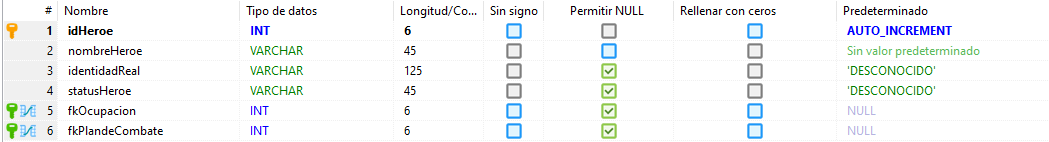 # Nombre Tipo de datos Longitud/Co... Sin signo Permitir NULL Rellenar con ceros Predeterminado
1 idHeroe INT 6 AUTO_INCREMENT
2 nombreHeroe VARCHAR 45 Sin valor predeterminado
3 identidadReal VARCHAR 125 'DESCONOCIDO'
4 statusHeroe VARCHAR 45 'DESCONOCIDO'
5 fkOcupacion INT 6 NULL
6 fkPlandeCombate INT 6 NULL